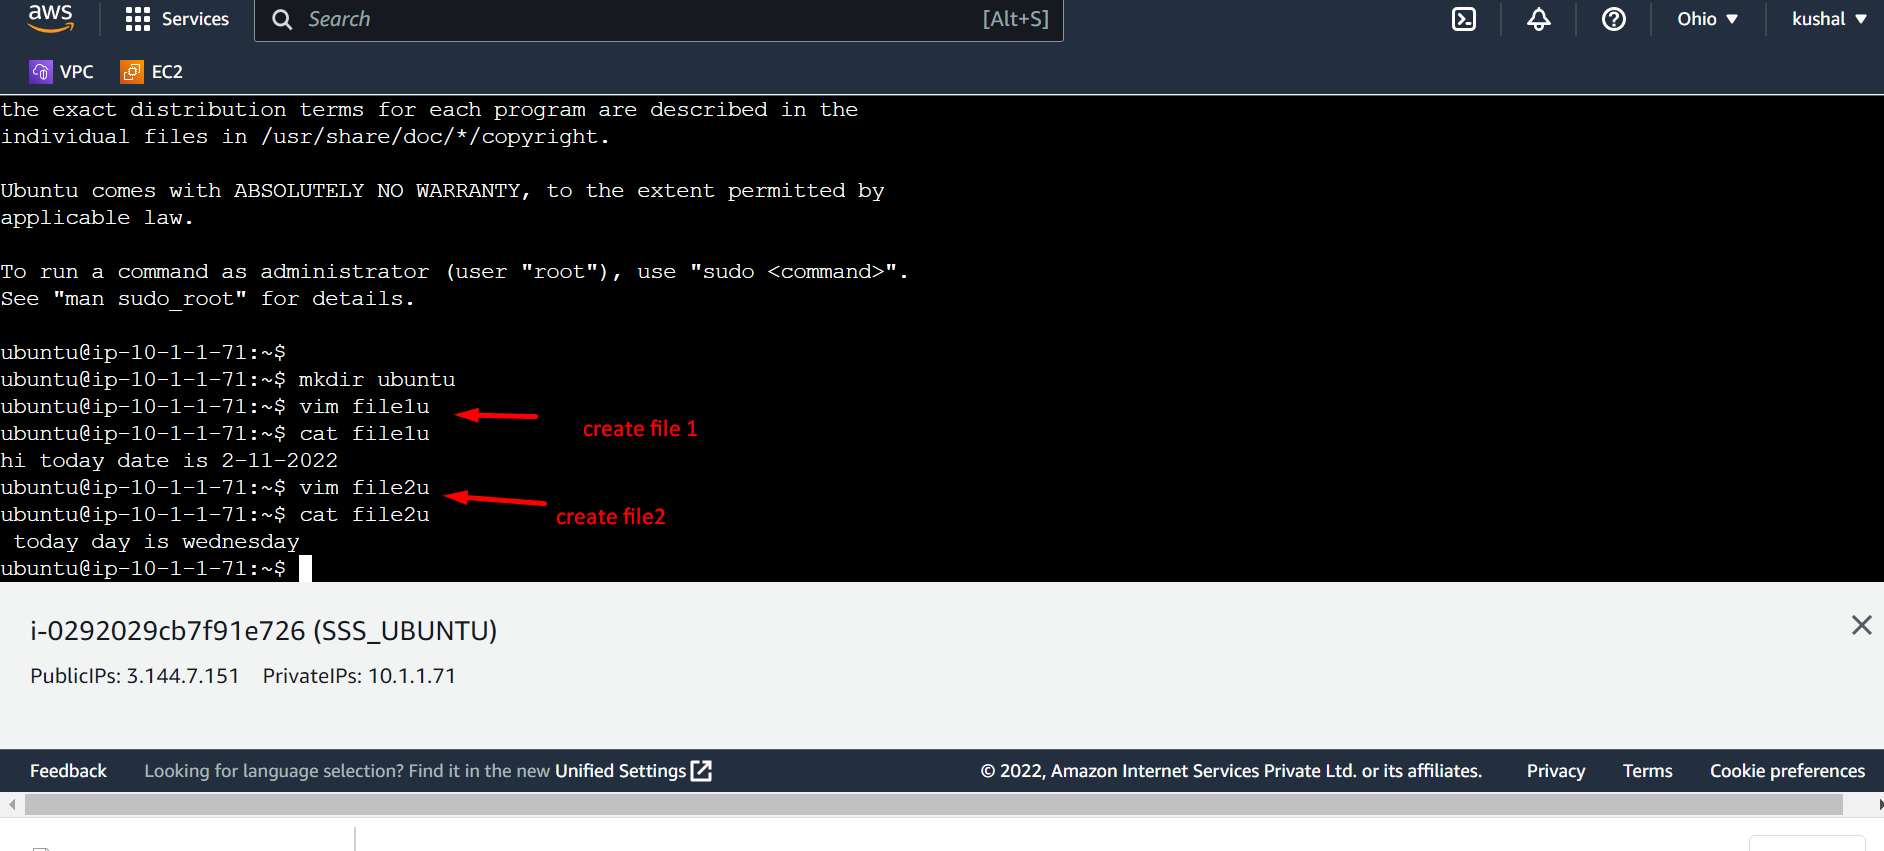 aws Services Search [Alt+S] Ohio ▼ kushal ▼
VPC EC2
the exact distribution terms for each program are described in the
individual files in /usr/share/doc/*/copyright.
Ubuntu comes with ABSOLUTELY NO WARRANTY, to the extent permitted by
applicable law.
To run a command as administrator (user "root"), use "sudo <command>".
See "man sudo_root" for details.
ubuntu@ip-10-1-1-71:~$
ubuntu@ip-10-1-1-71:~$ mkdir ubuntu
ubuntu@ip-10-1-1-71:~$ vim file1u
create file 1
ubuntu@ip-10-1-1-71:~$ cat file1u
hi today date is 2-11-2022
ubuntu@ip-10-1-1-71:~$ vim file2u
ubuntu@ip-10-1-1-71:~$ cat file2u
create file2
today day is wednesday
ubuntu@ip-10-1-1-71:~$
i-0292029cb7f91e726 (SSS_UBUNTU)
PublicIPs: 3.144.7.151 PrivateIPs: 10.1.1.71
Feedback Looking for language selection? Find it in the new Unified Settings © 2022, Amazon Internet Services Private Ltd. or its affiliates. Privacy Terms Cookie preferences